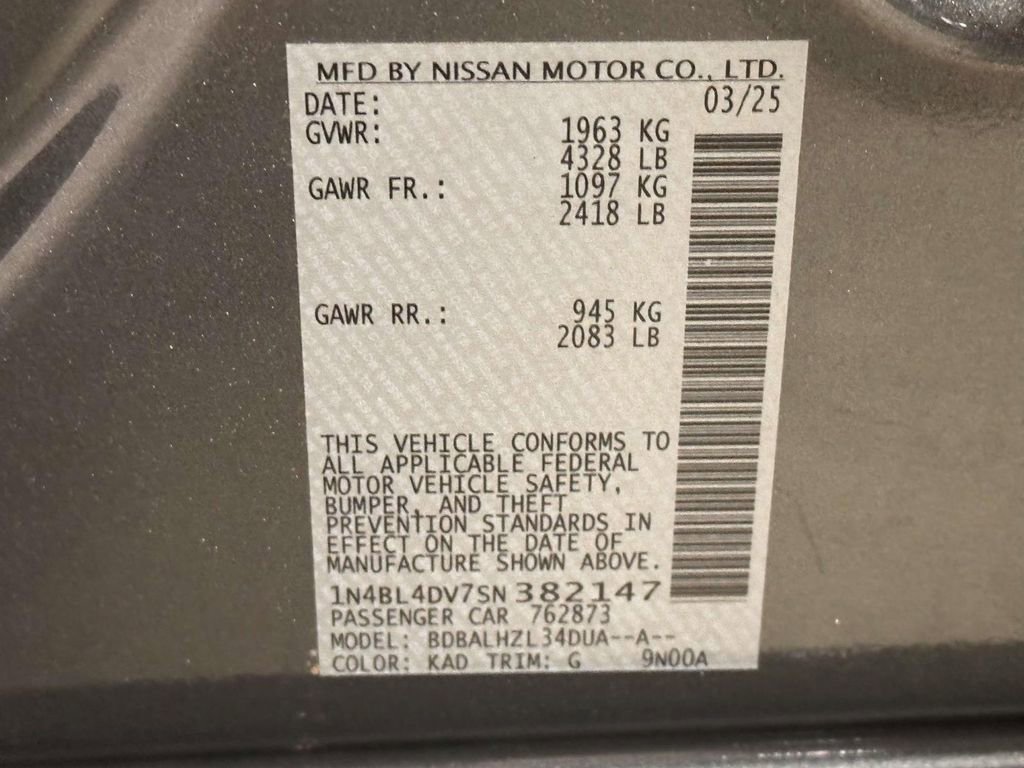 MFD BY NISSAN MOTOR CO., LTD.
DATE: 03/25
GVWR: 1963 KG
4328 LB
GAWR FR.: 1097 KG
2418 LB
GAWR RR.: 945 KG
2083 LB
THIS VEHICLE CONFORMS TO
ALL APPLICABLE FEDERAL
MOTOR VEHICLE SAFETY,
BUMPER, AND THEFT
PREVENTION STANDARDS IN
EFFECT ON THE DATE OF
MANUFACTURE SHOWN ABOVE.
1N4BL4DV7SN382147
PASSENGER CAR 762873
MODEL: BDBALHZL34DUA--A--
COLOR: KAD TRIM: G 9N00A